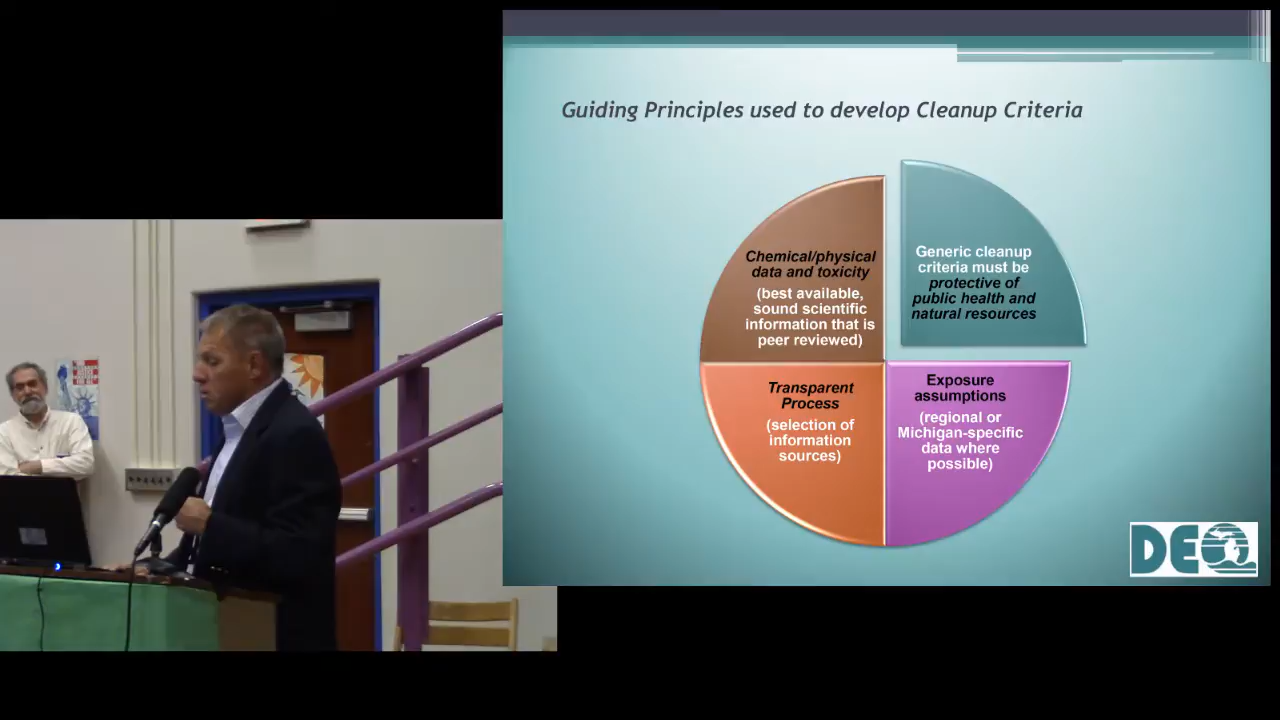 Guiding Principles used to develop Cleanup Criteria
Chemical/physical
data and toxicity
(best available,
sound scientific
information that is
peer reviewed)
Generic cleanup
criteria must be
protective of
public health and
natural resources
Transparent
Process
(selection of
information
sources)
Exposure
assumptions
(regional or
Michigan-specific
data where
possible)
DEQ